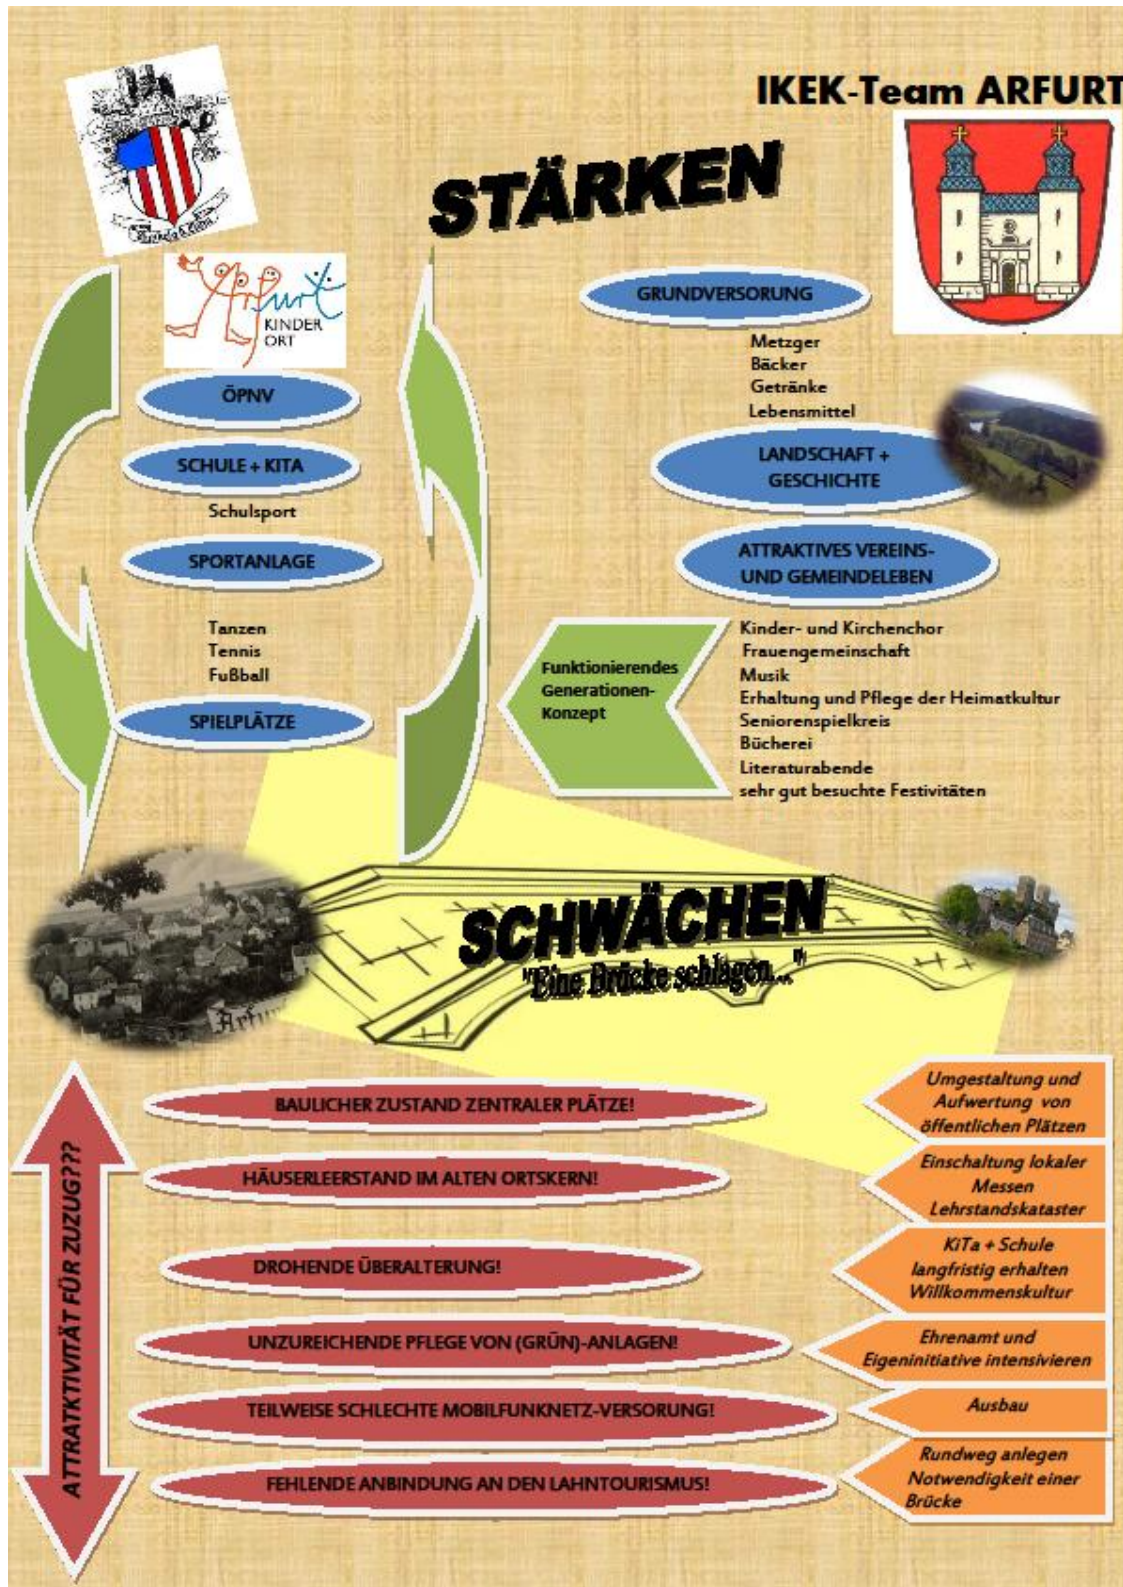 IKEK-Team ARFURT
STÄRKEN
Arfurt
KINDER
ORT
ÖPNV
SCHULE + KITA
Schulsport
SPORTANLAGE
Tanzen
Tennis
Fußball
SPIELPLÄTZE
GRUNDVERSORUNG
Metzger
Bäcker
Getränke
Lebensmittel
LANDSCHAFT +
GESCHICHTE
ATTRAKTIVES VEREINS-
UND GEMEINDELEBEN
Kinder- und Kirchenchor
Frauengemeinschaft
Musik
Erhaltung und Pflege der Heimatkultur
Seniorenspielkreis
Bücherei
Literaturabende
sehr gut besuchte Festivitäten
Funktionierendes
Generationen-
Konzept
SCHWÄCHEN
"Eine Brücke schlagen..."
ATTRATKTIVITÄT FÜR ZUZUG???
BAULICHER ZUSTAND ZENTRALER PLÄTZE!
Umgestaltung und
Aufwertung von
öffentlichen Plätzen
HÄUSERLEERSTAND IM ALTEN ORTSKERN!
Einschaltung lokaler
Messen
Lehrstandskataster
DROHENDE ÜBERALTERUNG!
KiTa + Schule
langfristig erhalten
Willkommenskultur
UNZUREICHENDE PFLEGE VON (GRÜN)-ANLAGEN!
Ehrenamt und
Eigeninitiative intensivieren
TEILWEISE SCHLECHTE MOBILFUNKNETZ-VERSORUNG!
Ausbau
FEHLENDE ANBINDUNG AN DEN LAHNTOURISMUS!
Rundweg anlegen
Notwendigkeit einer
Brücke